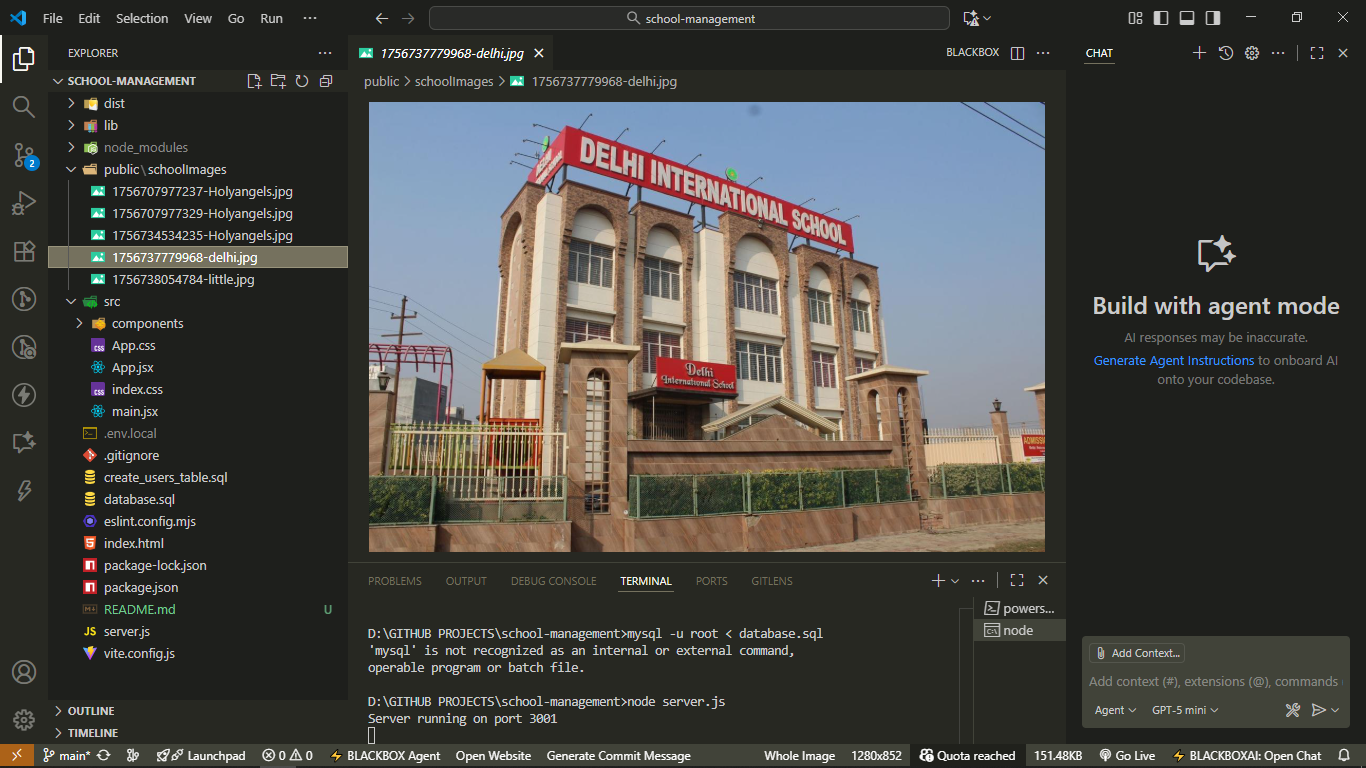 File Edit Selection View Go Run ...
school-management
EXPLORER
SCHOOL-MANAGEMENT
dist
lib
node_modules
public\schoolImages
1756707977237-Holyangels.jpg
1756707977329-Holyangels.jpg
1756734534235-Holyangels.jpg
1756737779968-delhi.jpg
1756738054784-little.jpg
src
components
App.css
App.jsx
index.css
main.jsx
.env.local
.gitignore
create_users_table.sql
database.sql
eslint.config.mjs
index.html
package-lock.json
package.json
README.md U
server.js
vite.config.js
OUTLINE
TIMELINE
2
1756737779968-delhi.jpg
BLACKBOX
public > schoolImages > 1756737779968-delhi.jpg
DELHI INTERNATIONAL SCHOOL
Delhi
International School
PROBLEMS OUTPUT DEBUG CONSOLE TERMINAL PORTS GITLENS
D:\GITHUB PROJECTS\school-management>mysql -u root < database.sql
'mysql' is not recognized as an internal or external command,
operable program or batch file.
D:\GITHUB PROJECTS\school-management>node server.js
Server running on port 3001
powers...
node
CHAT
Build with agent mode
AI responses may be inaccurate.
Generate Agent Instructions to onboard AI
onto your codebase.
Add Context...
Add context (#), extensions (@), commands
Agent GPT-5 mini
main* Launchpad 0 0 BLACKBOX Agent Open Website Generate Commit Message Whole Image 1280x852 Quota reached 151.48KB Go Live BLACKBOXAI: Open Chat